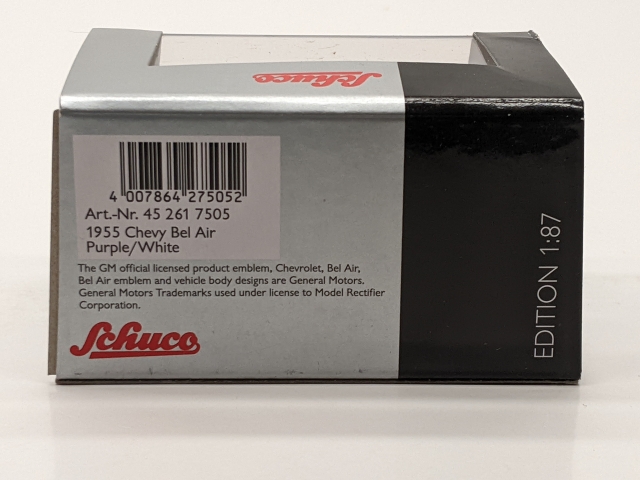 Schuco
4 007864 275052
Art.-Nr. 45 261 7505
1955 Chevy Bel Air
Purple/White
The GM official licensed product emblem, Chevrolet, Bel Air,
Bel Air emblem and vehicle body designs are General Motors.
General Motors Trademarks used under license to Model Rectifier
Corporation.
Schuco
EDITION 1:87